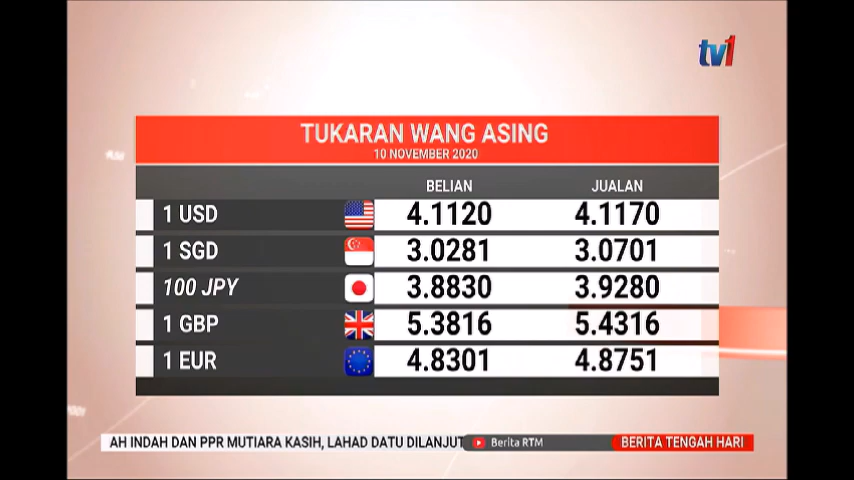 tv1
TUKARAN WANG ASING
10 NOVEMBER 2020
BELIAN JUALAN
1 USD 4.1120 4.1170
1 SGD 3.0281 3.0701
100 JPY 3.8830 3.9280
1 GBP 5.3816 5.4316
1 EUR 4.8301 4.8751
AH INDAH DAN PPR MUTIARA KASIH, LAHAD DATU DILANJUT Berita RTM BERITA TENGAH HARI